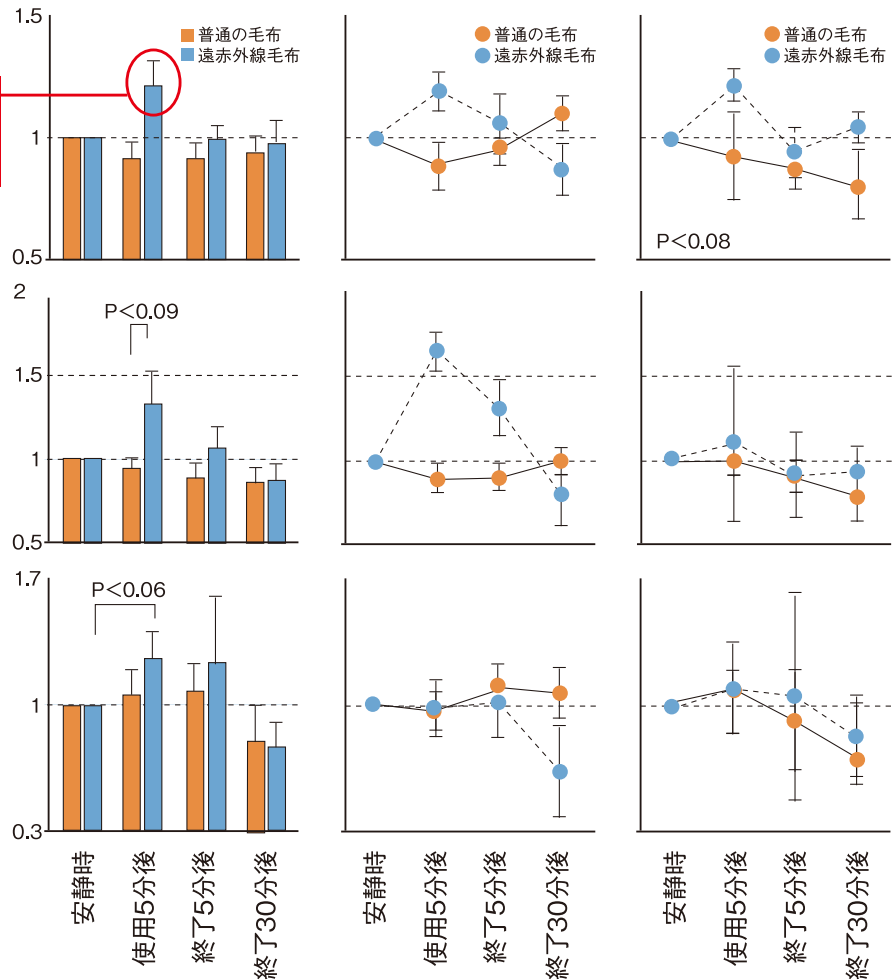 1.5
普通の毛布
遠赤外線毛布
普通の毛布
遠赤外線毛布
普通の毛布
遠赤外線毛布
1
0.5
P<0.08
2
P<0.09
1.5
1
0.5
1.7
P<0.06
1
0.3
安静時
使用5分後
終了5分後
終了30分後
安静時
使用5分後
終了5分後
終了30分後
安静時
使用5分後
終了5分後
終了30分後